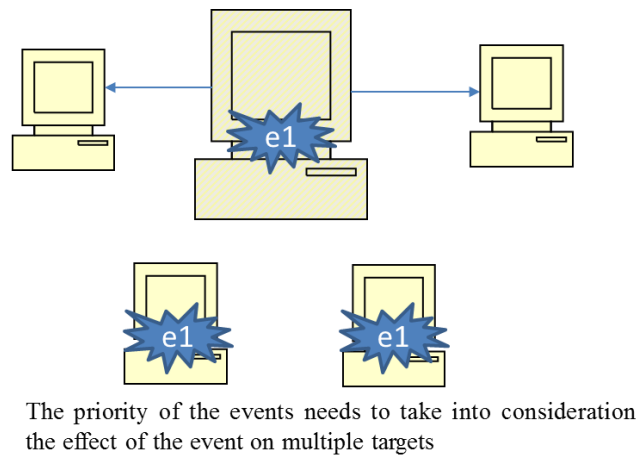 e1
e1
e1
The priority of the events needs to take into consideration
the effect of the event on multiple targets